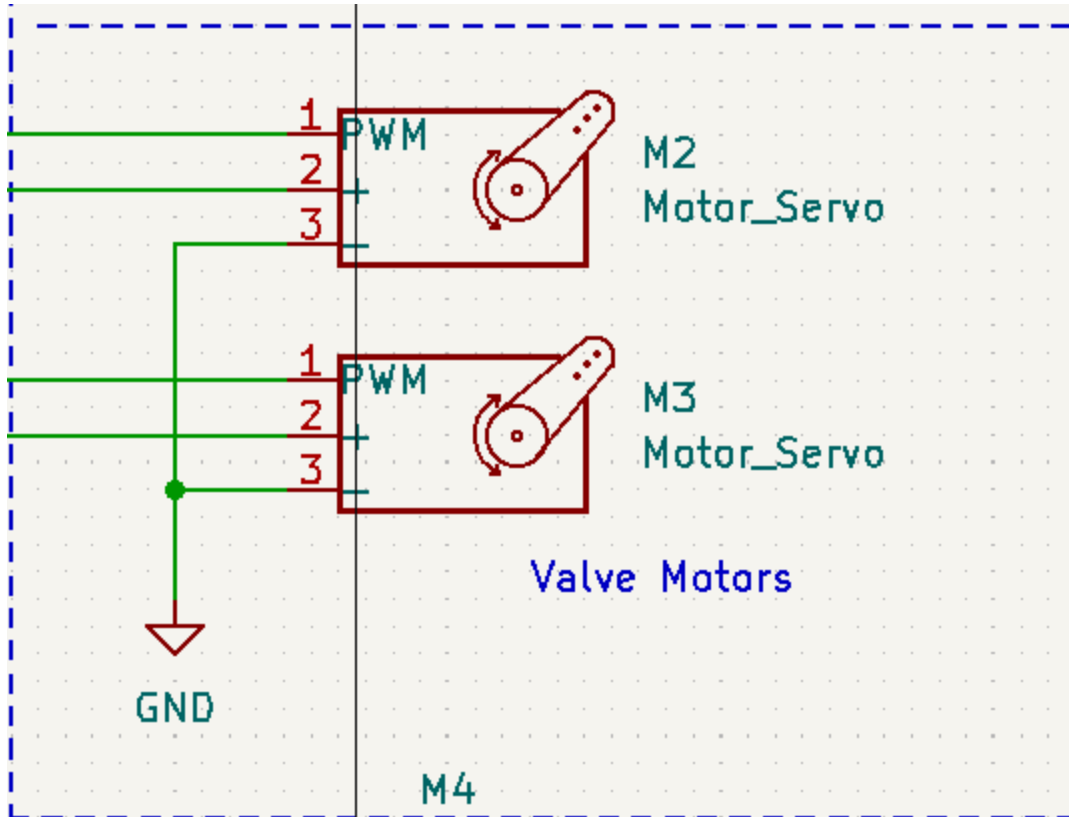 1
PWM
2
+
3
-
M2
Motor_Servo
1
PWM
2
+
3
-
M3
Motor_Servo
Valve Motors
GND
M4